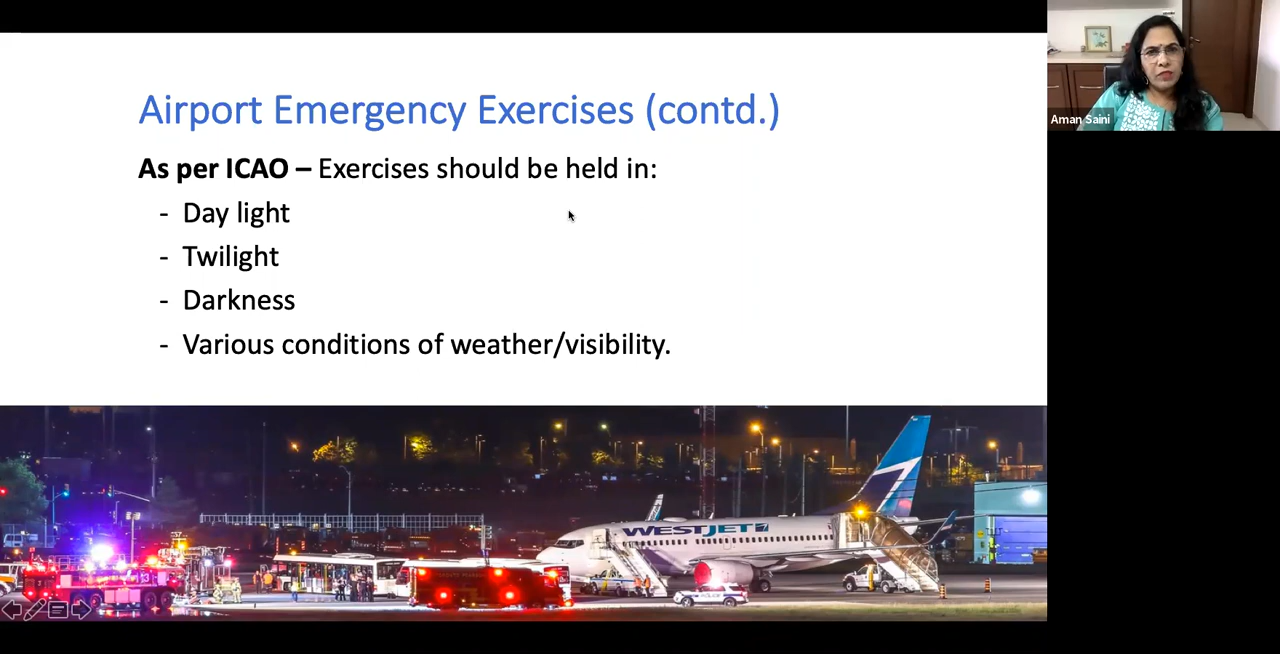 Airport Emergency Exercises (contd.)
As per ICAO – Exercises should be held in:
- Day light
- Twilight
- Darkness
- Various conditions of weather/visibility.
Aman Saini
WESTJET
POLICE